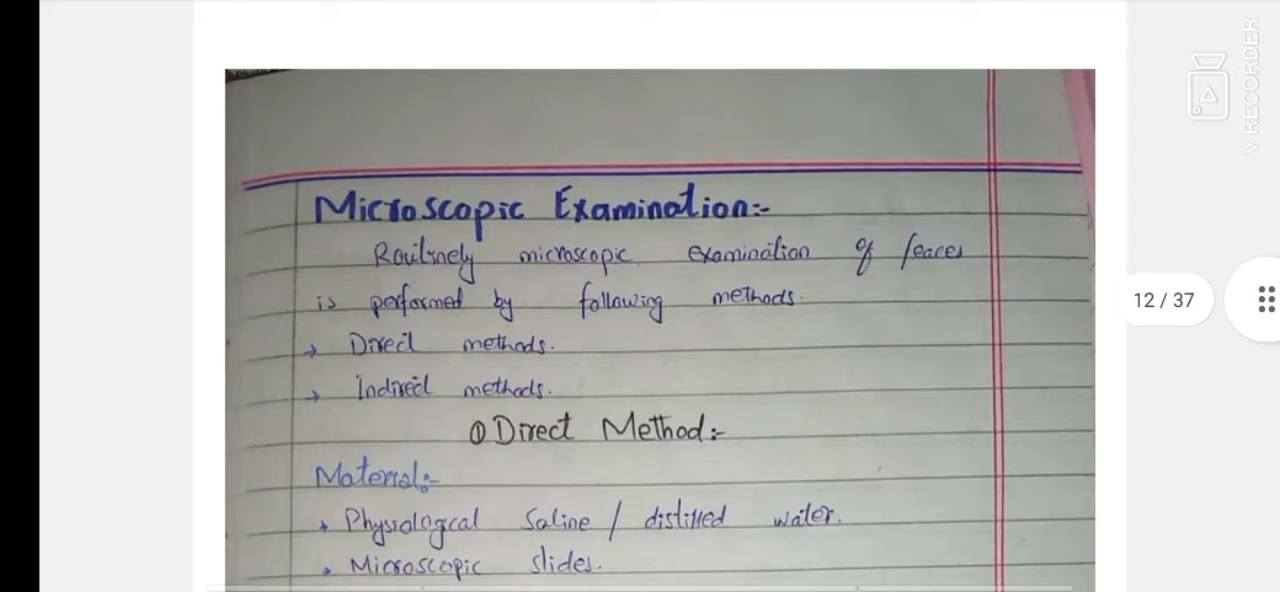 Microscopic Examination:-
Routinely microscopic examination of feaces
is performed by following methods.
→ Direct methods.
→ Indirect methods.
① Direct Method:-
Material:-
→ Physiological Saline / distilled water.
→ Microscopic slides.
12 / 37
V RECORDER